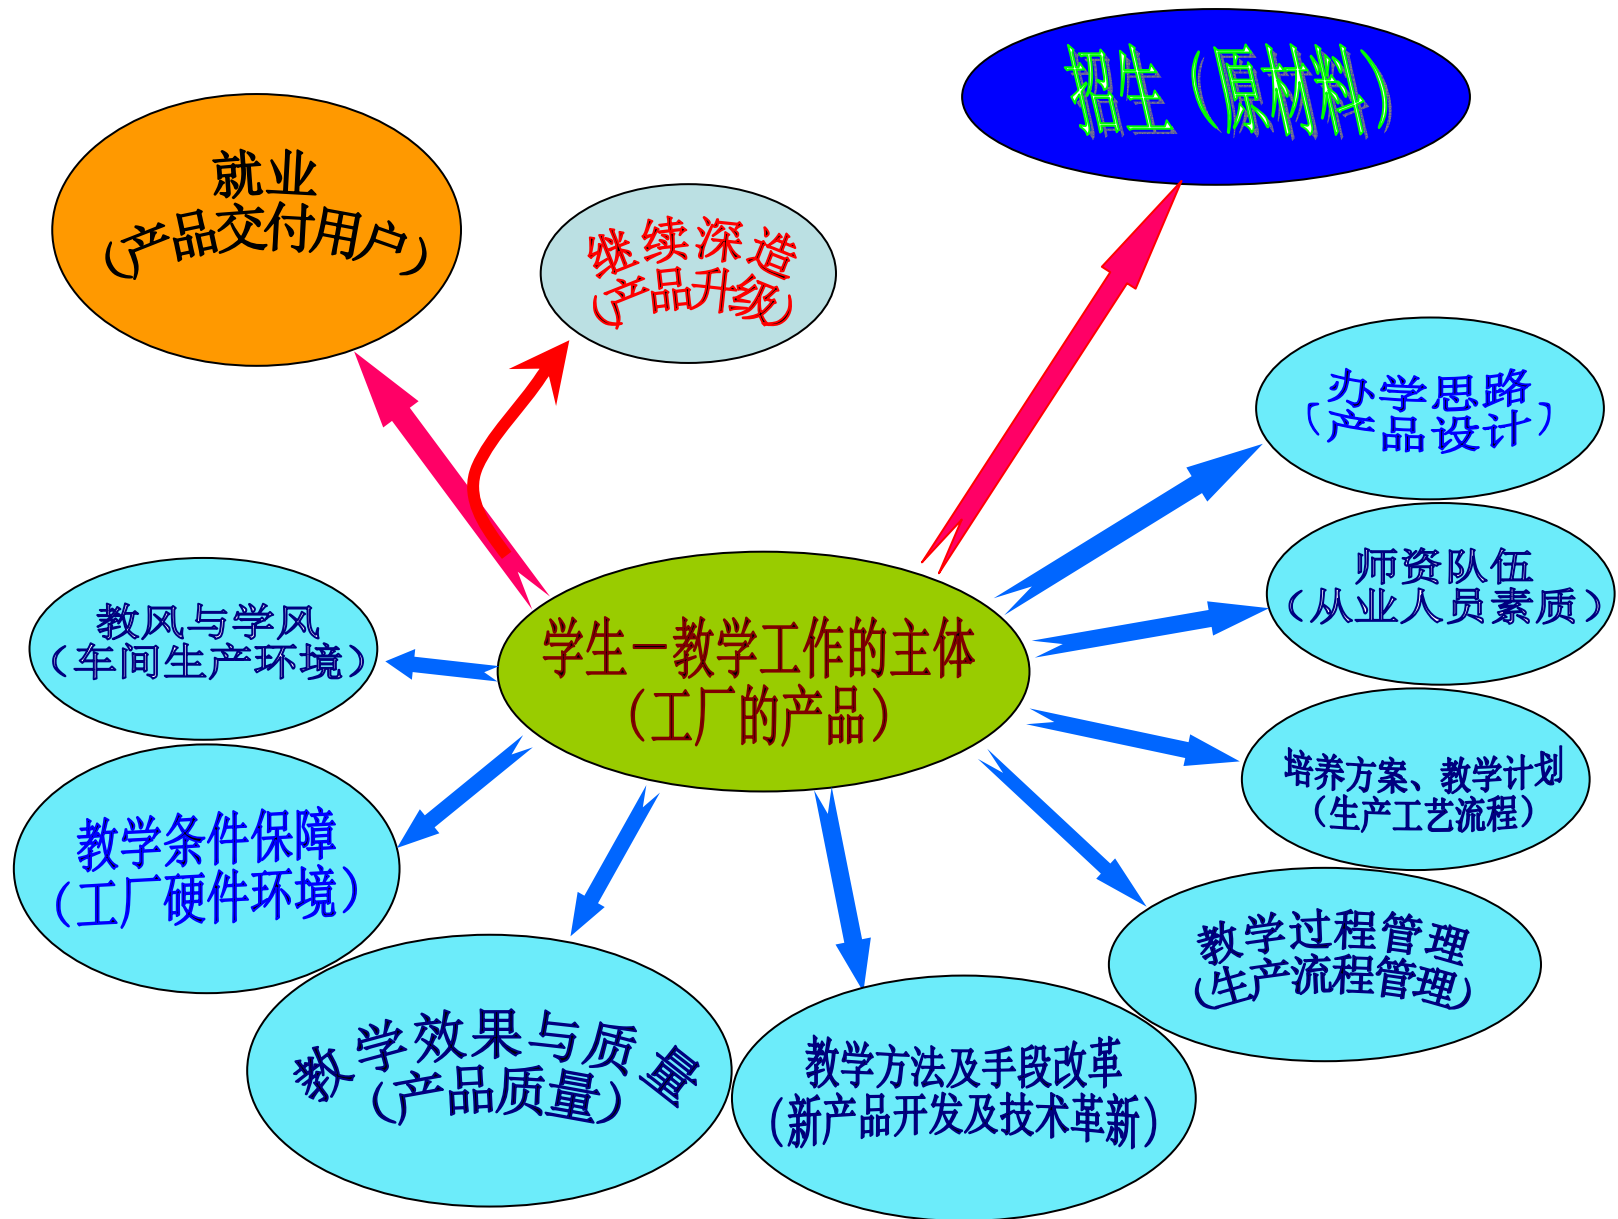 招生（原材料）
就业
（产品交付用户）
继续深造
（产品升级）
办学思路
（产品设计）
师资队伍
（从业人员素质）
学生－教学工作的主体
（工厂的产品）
教风与学风
（车间生产环境）
培养方案、教学计划
（生产工艺流程）
教学条件保障
（工厂硬件环境）
教学过程管理
（生产流程管理）
教学效果与质量
（产品质量）
教学方法及手段改革
（新产品开发及技术革新）